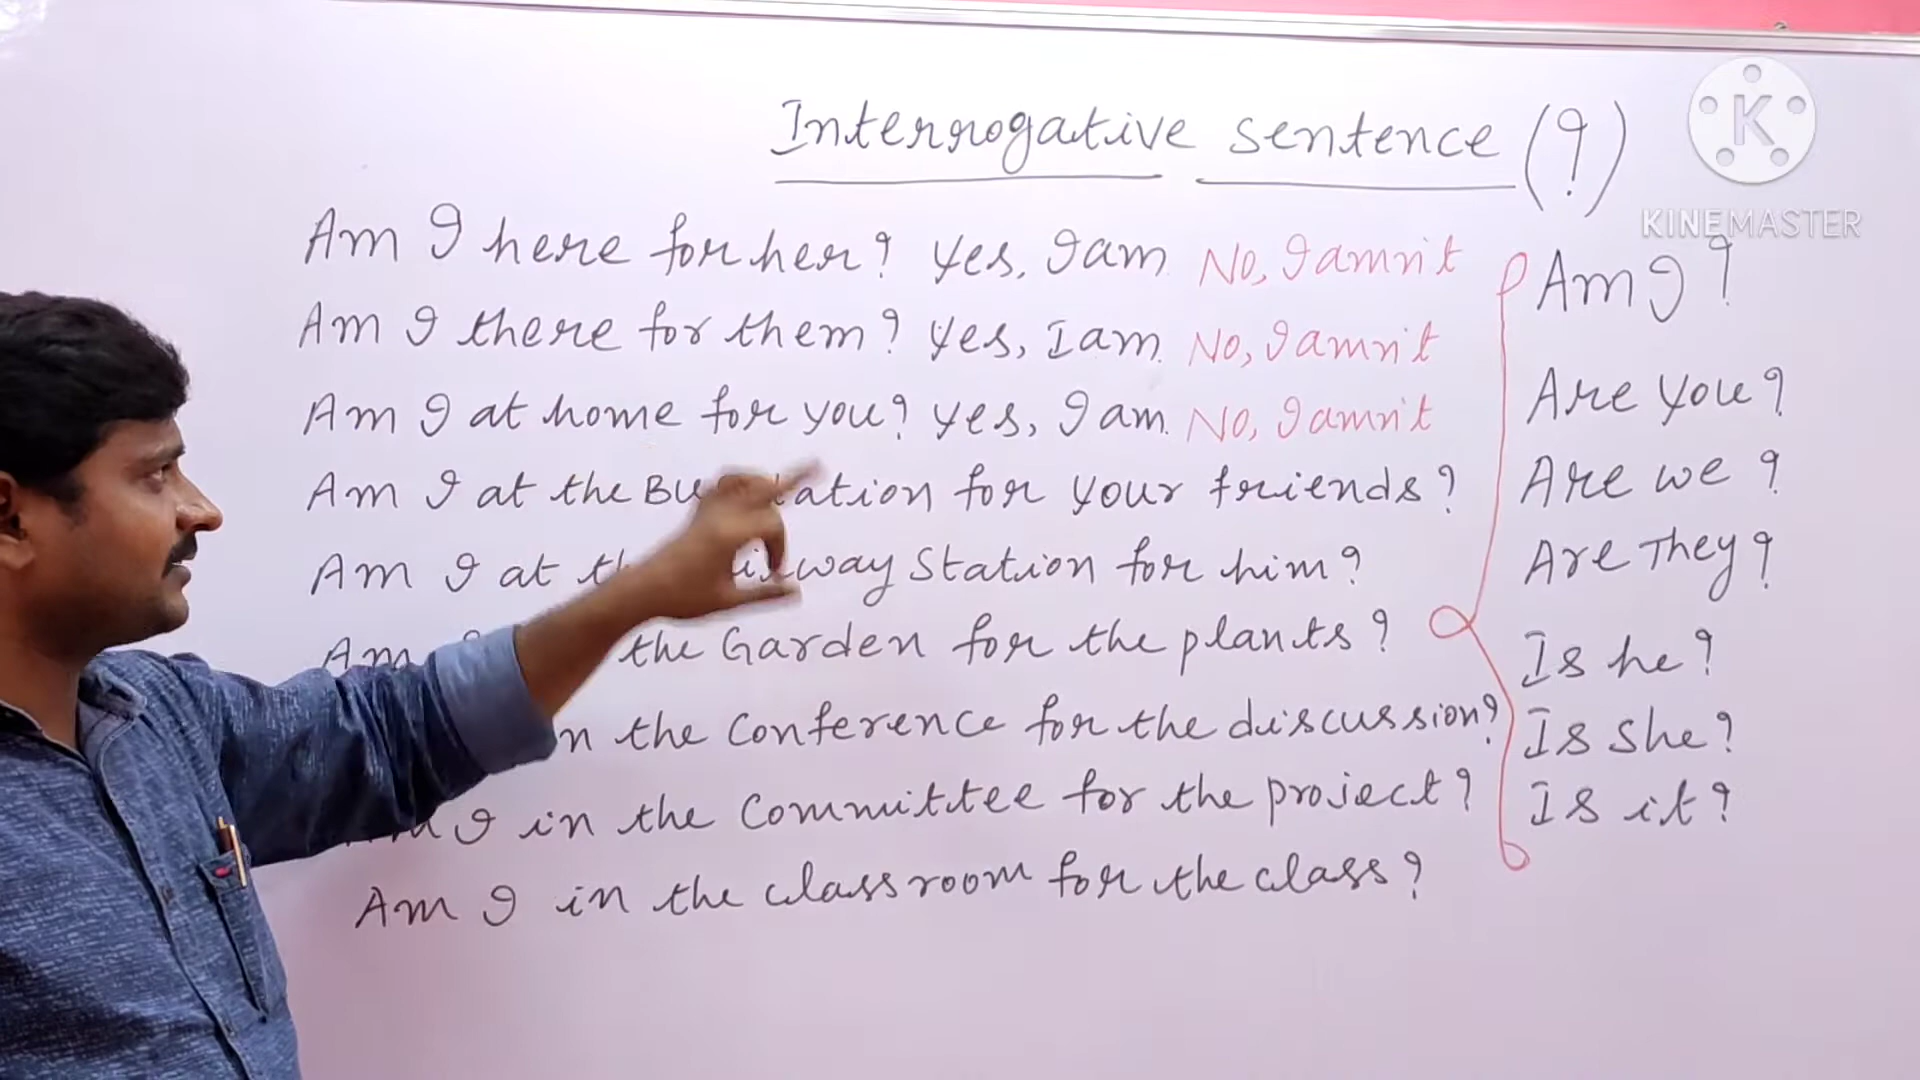 Interrogative sentence (?)
Am I here for her? Yes, I am No, I amn't
Am I there for them? Yes, I am No, I amn't
Am I at home for you? Yes, I am. No, I amn't
Am I at the Bus station for your friends?
Am I at the Railway Station for him?
Am the Garden for the plants?
the Conference for the discussion?
I in the Committee for the project?
Am I in the classroom for the class?
Am I?
Are you?
Are we?
Are They?
Is he?
Is she?
Is it?
K
KINEMASTER